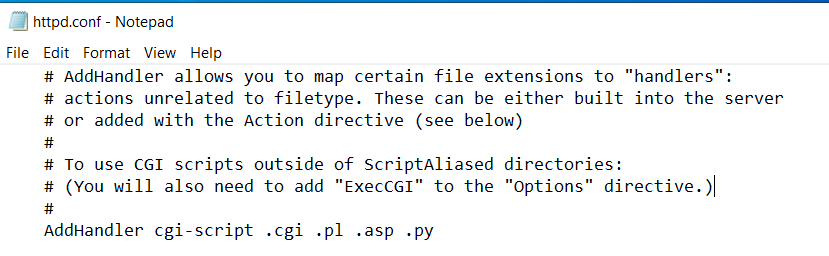 httpd.conf - Notepad
File Edit Format View Help
# AddHandler allows you to map certain file extensions to "handlers":
# actions unrelated to filetype. These can be either built into the server
# or added with the Action directive (see below)
#
# To use CGI scripts outside of ScriptAliased directories:
# (You will also need to add "ExecCGI" to the "Options" directive.)
#
AddHandler cgi-script .cgi .pl .asp .py